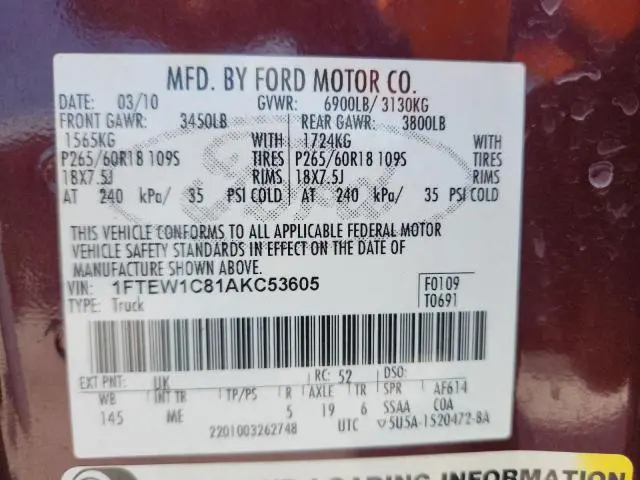 MFD. BY FORD MOTOR CO.
DATE: 03/10 GVWR: 6900LB/ 3130KG
FRONT GAWR: 3450LB REAR GAWR: 3800LB
1565KG WITH 1724KG WITH
P265/60R18 109S TIRES P265/60R18 109S TIRES
18X7.5J RIMS 18X7.5J RIMS
AT 240 kPa/ 35 PSI COLD AT 240 kPa/ 35 PSI COLD
THIS VEHICLE CONFORMS TO ALL APPLICABLE FEDERAL MOTOR
VEHICLE SAFETY STANDARDS IN EFFECT ON THE DATE OF
MANUFACTURE SHOWN ABOVE.
VIN: 1FTEW1C81AKC53605 F0109
TYPE: Truck T0691
EXT PNT: UK RC: 52 DSO:
WB INT TR TP/PS R AXLE TR SPR AF614
145 ME 5 19 6 SSAA COA
2201003262748 UTC 5U5A-1520472-BA
LOADING INFORMATION